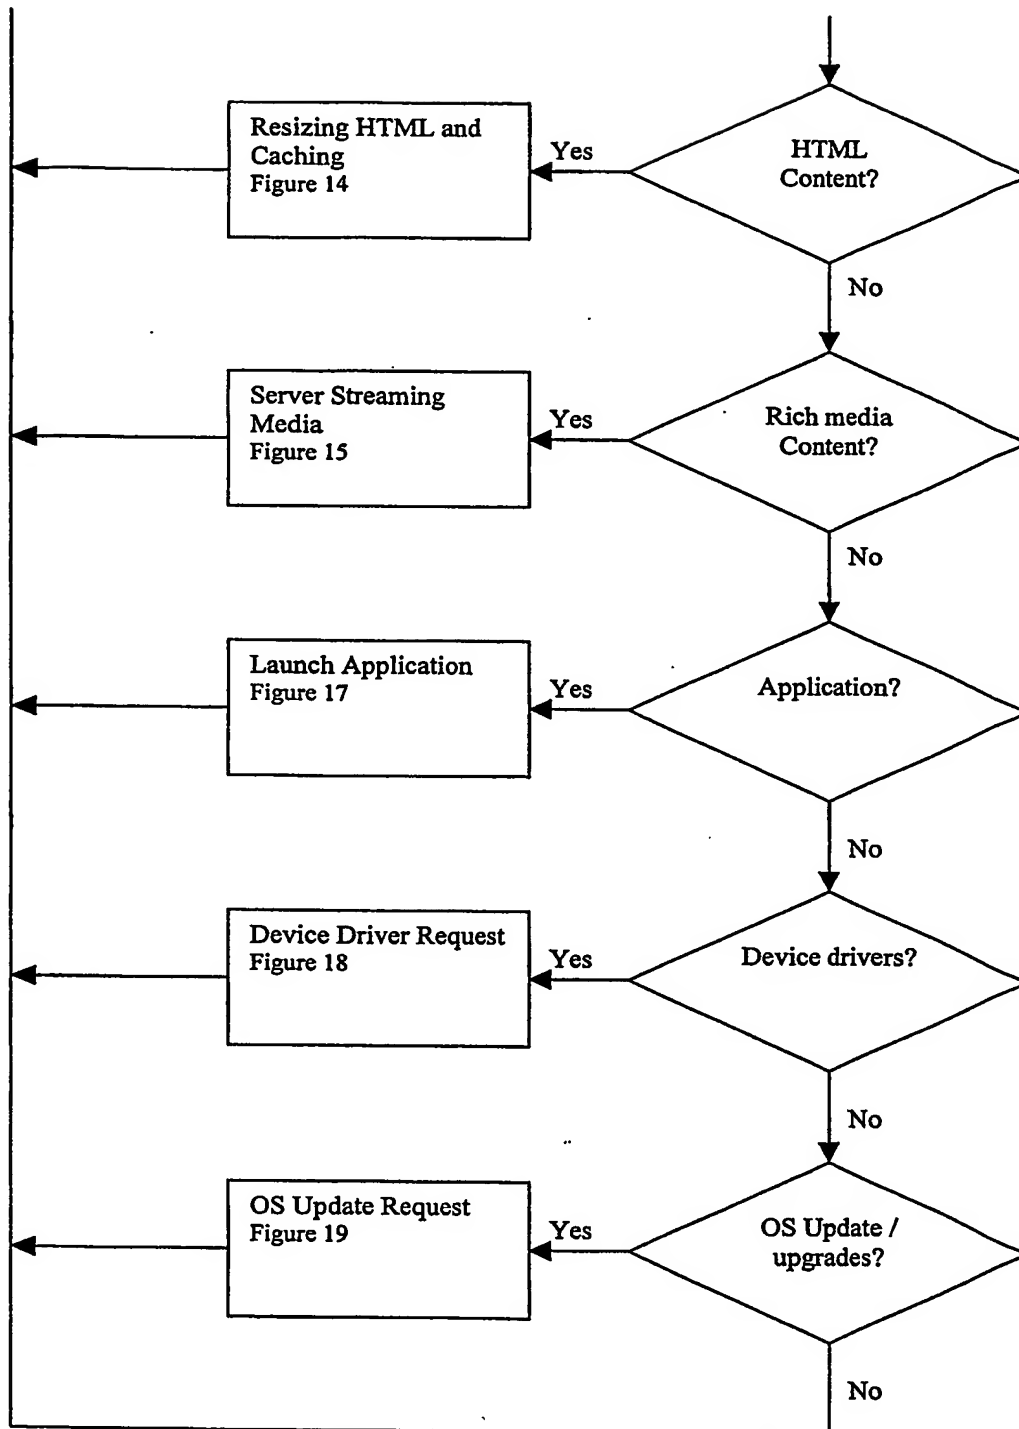 Resizing HTML and
Caching
Figure 14
Yes
HTML
Content?
No
Server Streaming
Media
Figure 15
Yes
Rich media
Content?
No
Launch Application
Figure 17
Yes
Application?
No
Device Driver Request
Figure 18
Yes
Device drivers?
No
OS Update Request
Figure 19
Yes
OS Update /
upgrades?
No